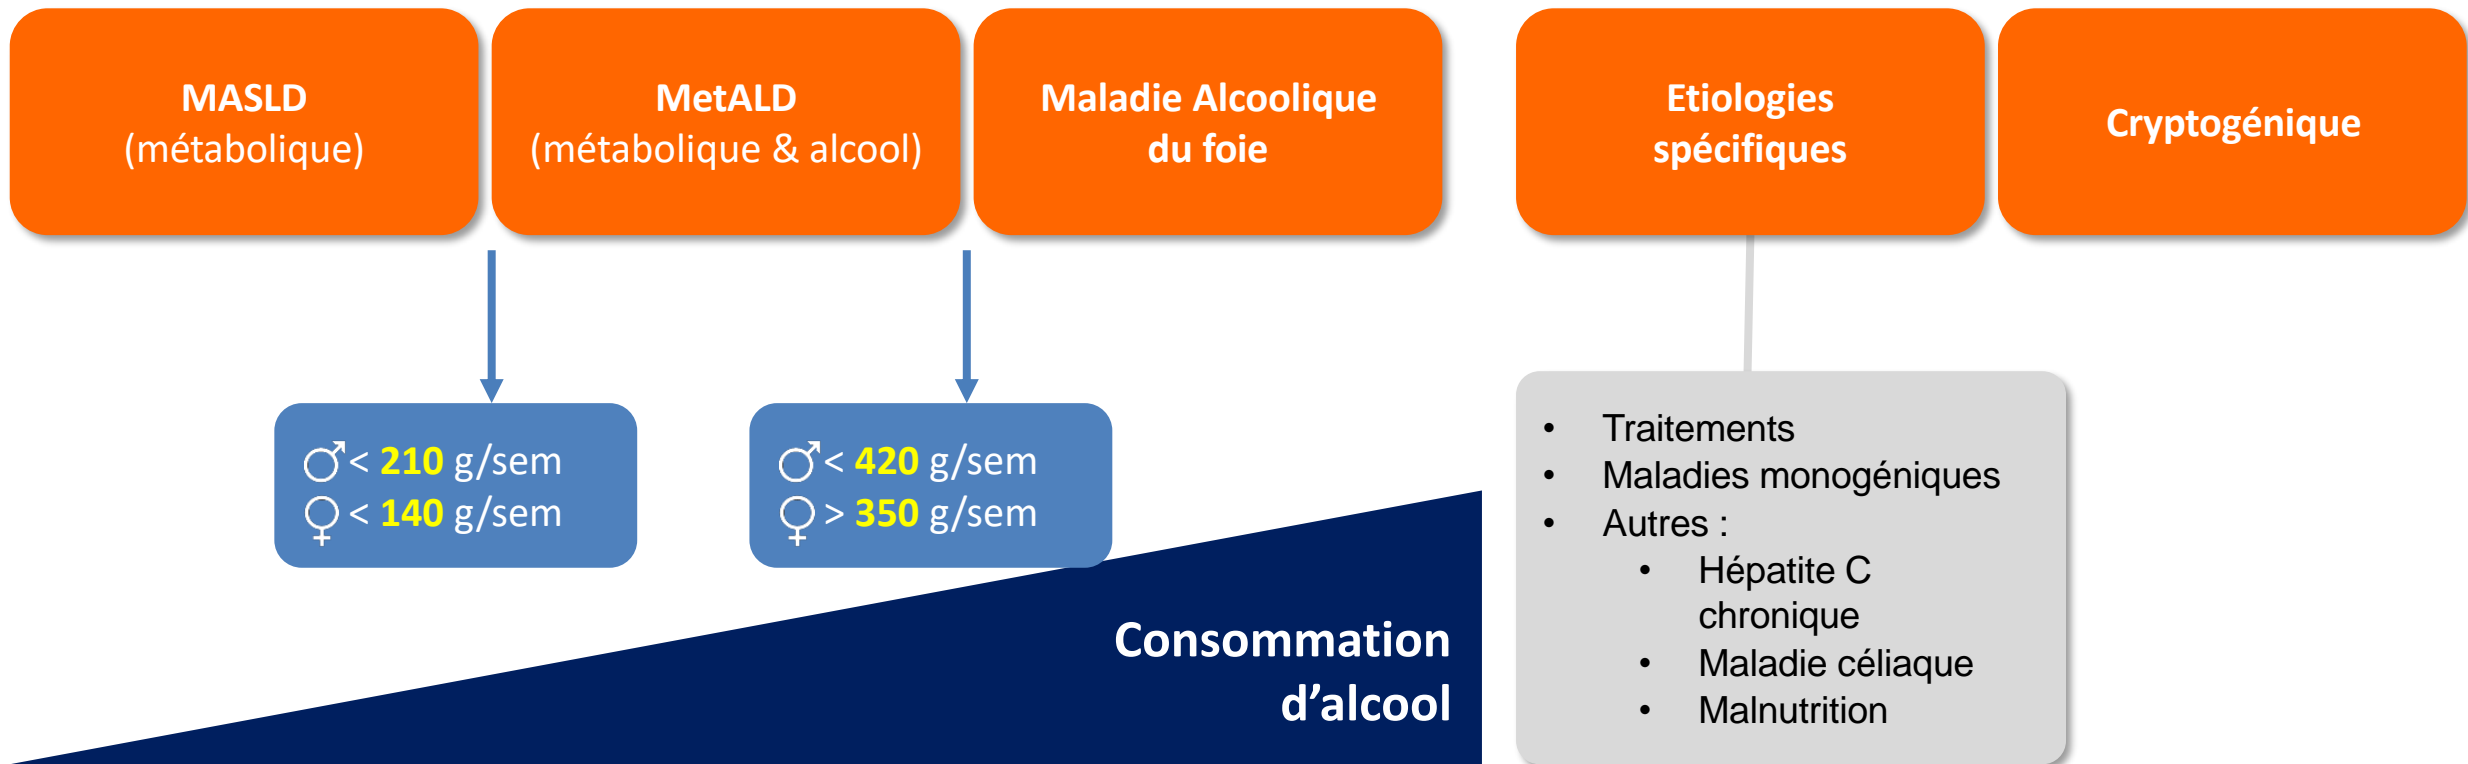 MASLD
(métabolique)
MetALD
(métabolique & alcool)
Maladie Alcoolique
du foie
Etiologies
spécifiques
Cryptogénique
♂ < 210 g/sem
♀ < 140 g/sem
♂ < 420 g/sem
♀ > 350 g/sem
Consommation
d’alcool
• Traitements
• Maladies monogéniques
• Autres :
• Hépatite C
chronique
• Maladie céliaque
• Malnutrition